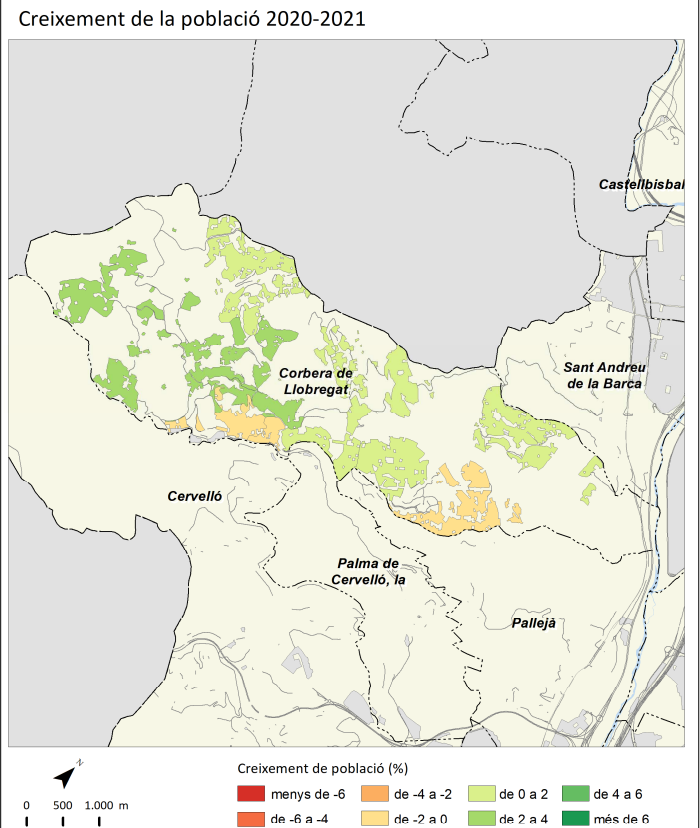 Creixement de la població 2020-2021
Castellbisbal
Sant Andreu
de la Barca
Corbera de
Llobregat
Cervelló
Palma de
Cervelló, la
Pallejà
N
0 500 1.000 m
Creixement de població (%)
menys de -6 de -4 a -2 de 0 a 2 de 4 a 6
de -6 a -4 de -2 a 0 de 2 a 4 més de 6